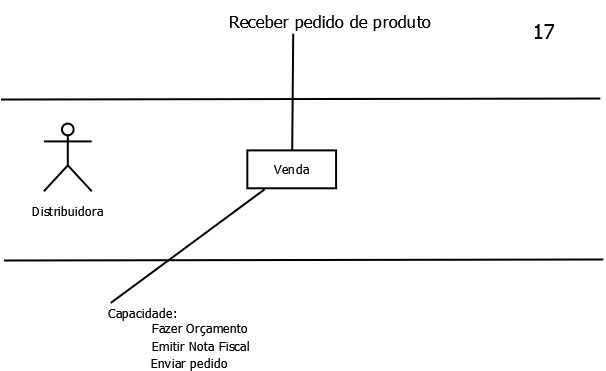 Receber pedido de produto
17
Venda
Distribuidora
Capacidade:
Fazer Orçamento
Emitir Nota Fiscal
Enviar pedido